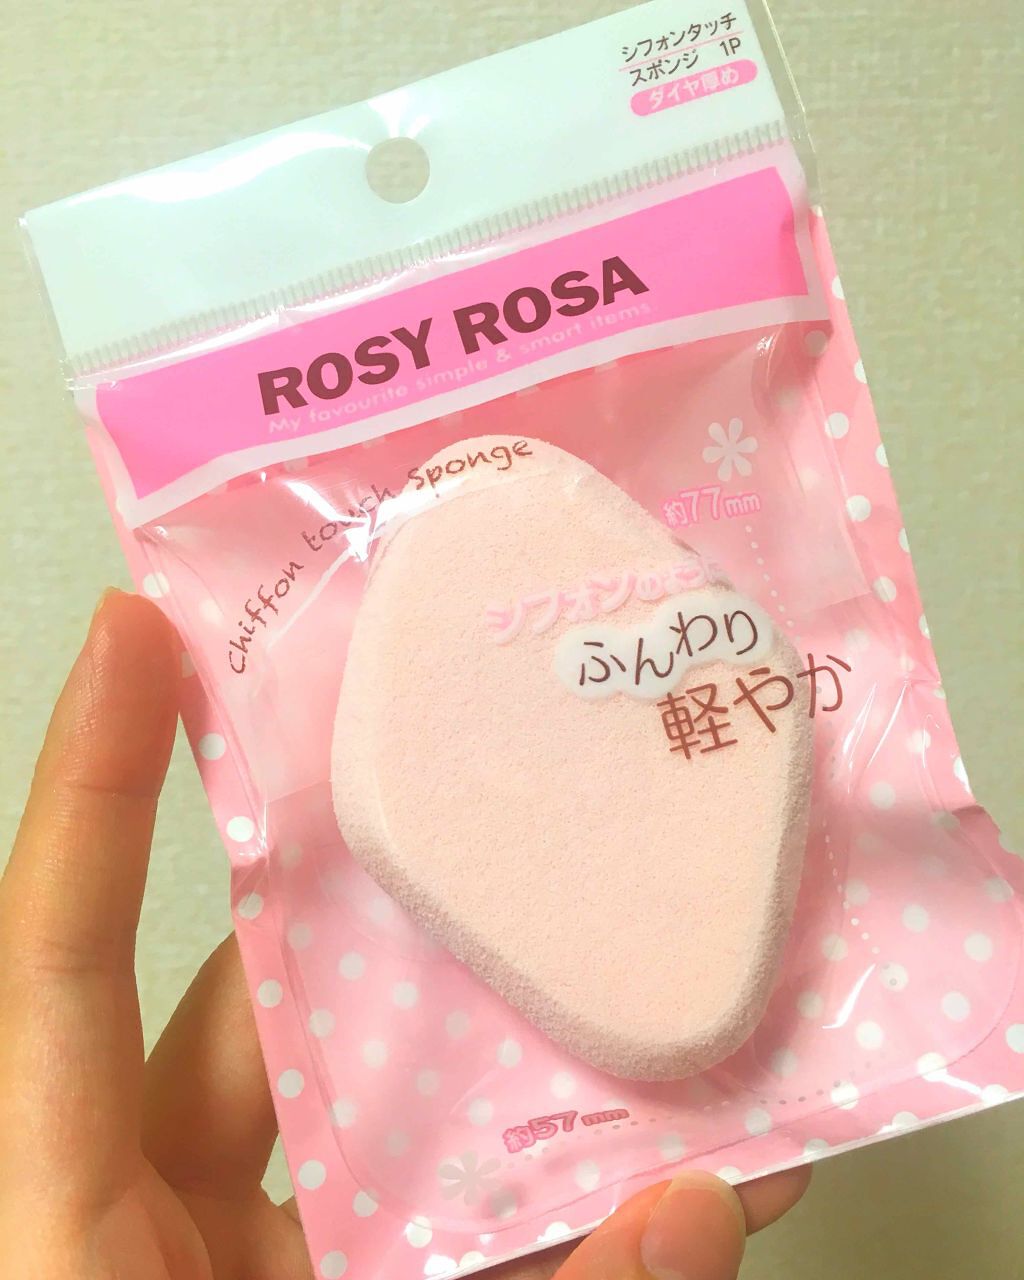 シフォンタッチ
スポンジ 1P
ダイヤ厚め
ROSY ROSA
My favourite simple & smart items
Chiffon touch Sponge
約77mm
シフォンのように
ふんわり
軽やか
約57mm